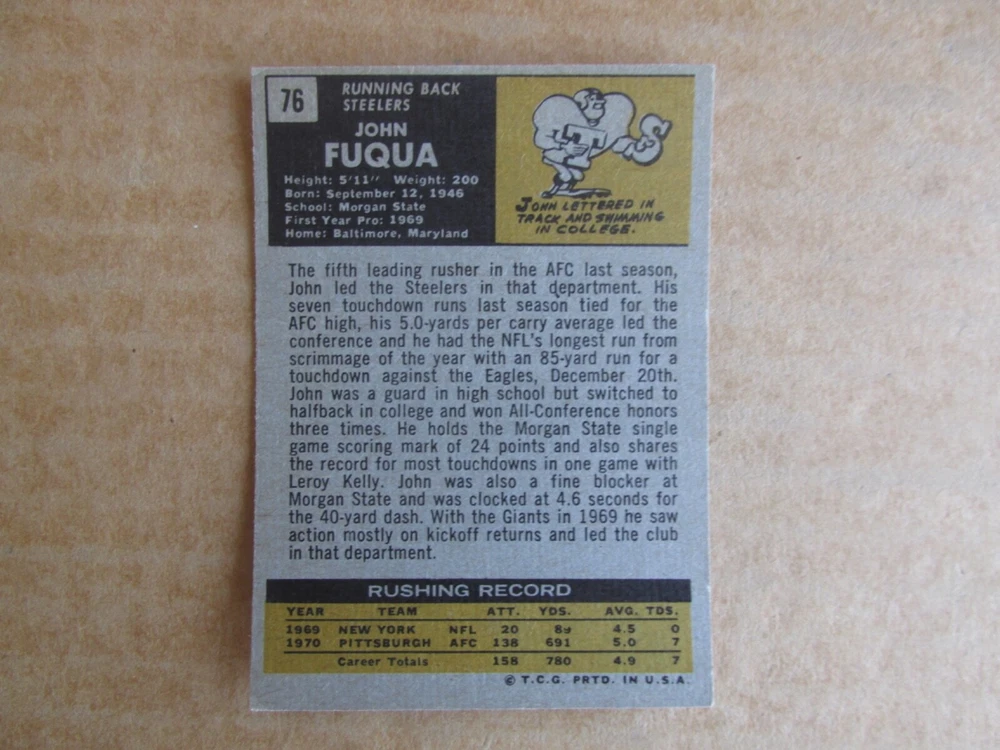 76
RUNNING BACK
STEELERS
JOHN
FUQUA
Height: 5'11" Weight: 200
Born: September 12, 1946
School: Morgan State
First Year Pro: 1969
Home: Baltimore, Maryland
T S
JOHN LETTERED IN
TRACK AND SWIMMING
IN COLLEGE.
The fifth leading rusher in the AFC last season,
John led the Steelers in that department. His
seven touchdown runs last season tied for the
AFC high, his 5.0-yards per carry average led the
conference and he had the NFL's longest run from
scrimmage of the year with an 85-yard run for a
touchdown against the Eagles, December 20th.
John was a guard in high school but switched to
halfback in college and won All-Conference honors
three times. He holds the Morgan State single
game scoring mark of 24 points and also shares
the record for most touchdowns in one game with
Leroy Kelly. John was also a fine blocker at
Morgan State and was clocked at 4.6 seconds for
the 40-yard dash. With the Giants in 1969 he saw
action mostly on kickoff returns and led the club
in that department.
RUSHING RECORD
YEAR TEAM ATT. YDS. AVG. TDS.
1969 NEW YORK NFL 20 89 4.5 0
1970 PITTSBURGH AFC 138 691 5.0 7
Career Totals 158 780 4.9 7
© T.C.G. PRTD. IN U.S.A.